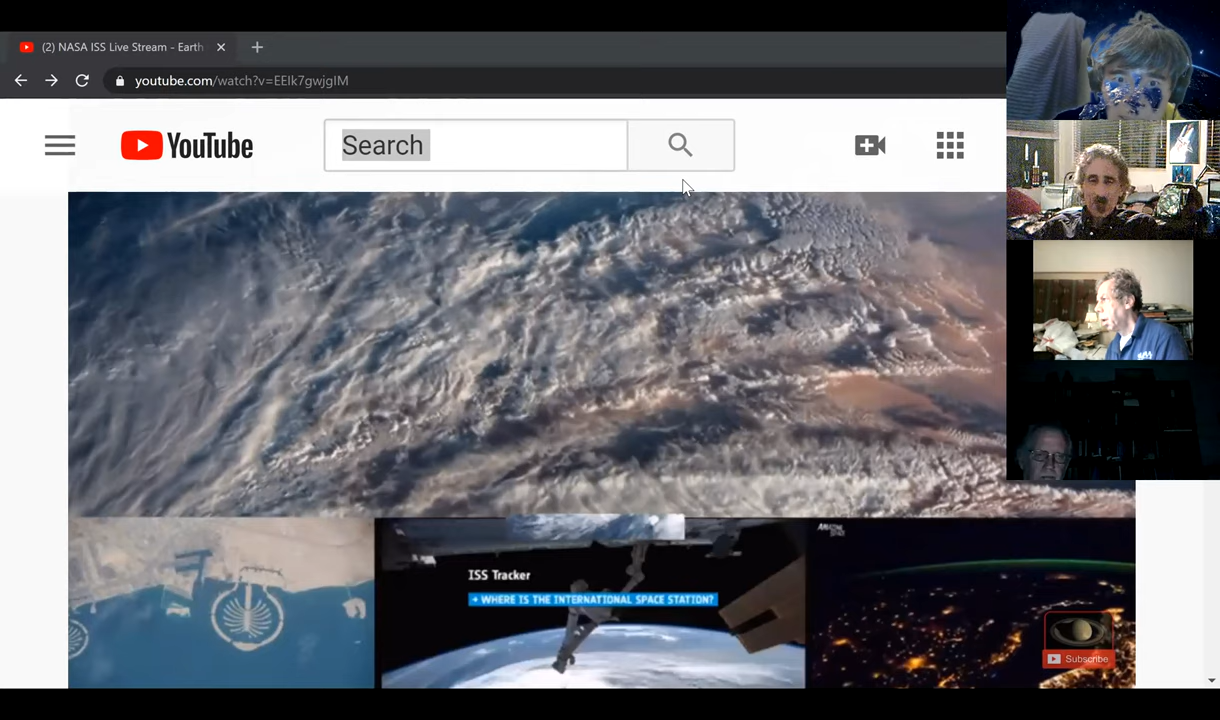 (2) NASA ISS Live Stream - Earth
youtube.com/watch?v=EEIk7gwjgIM
YouTube
Search
ISS Tracker
+ WHERE IS THE INTERNATIONAL SPACE STATION?
Subscribe